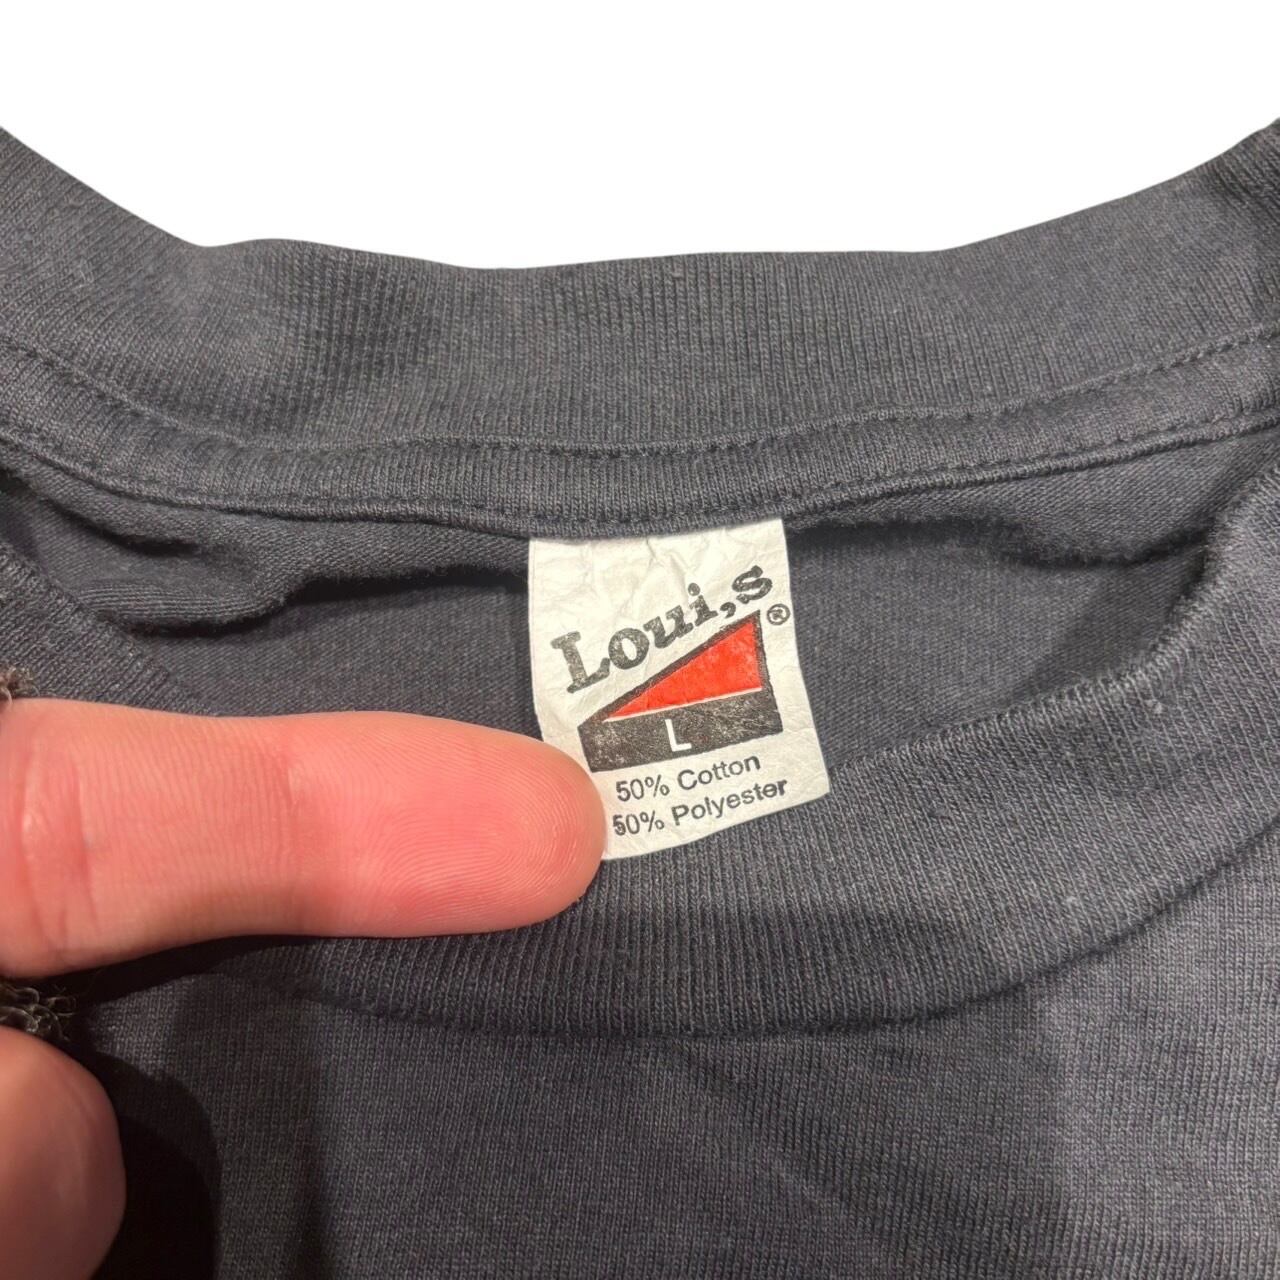 Loui,s
®
L
50% Cotton
50% Polyester